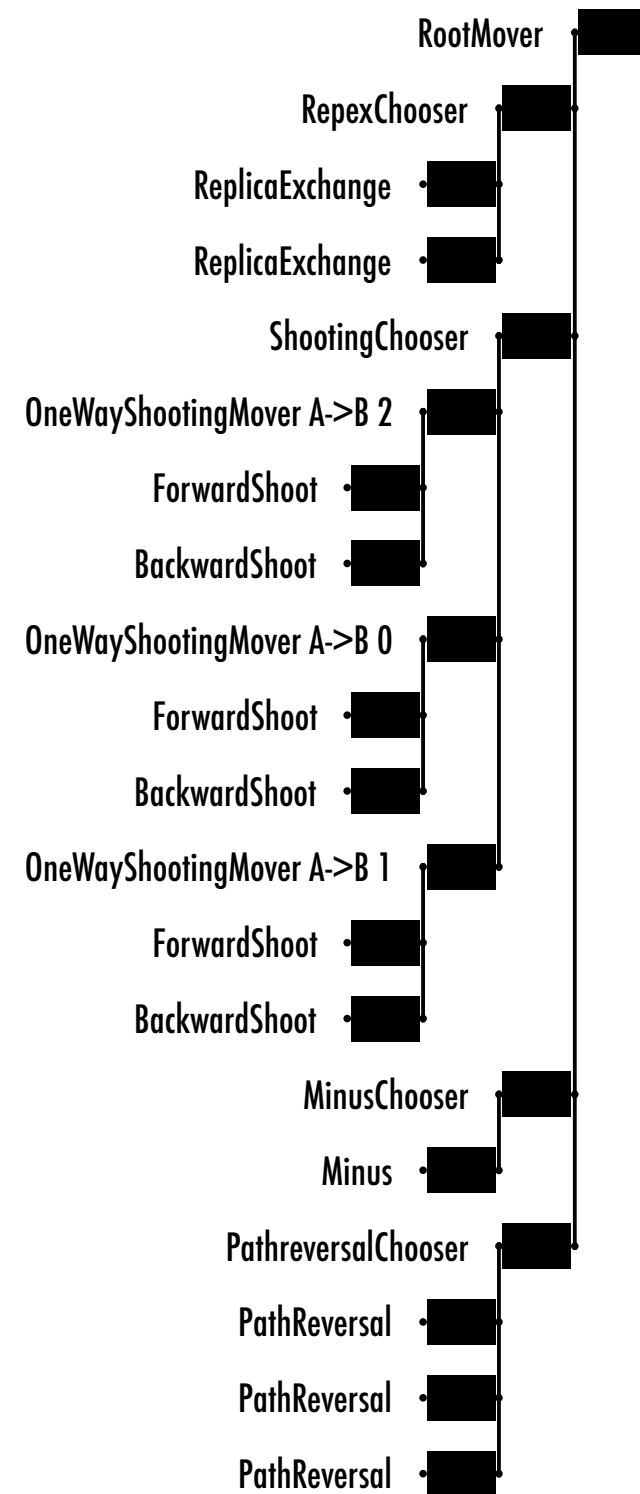 RootMover
RepexChooser
ReplicaExchange
ReplicaExchange
ShootingChooser
OneWayShootingMover A->B 2
ForwardShoot
BackwardShoot
OneWayShootingMover A->B 0
ForwardShoot
BackwardShoot
OneWayShootingMover A->B 1
ForwardShoot
BackwardShoot
MinusChooser
Minus
PathreversalChooser
PathReversal
PathReversal
PathReversal